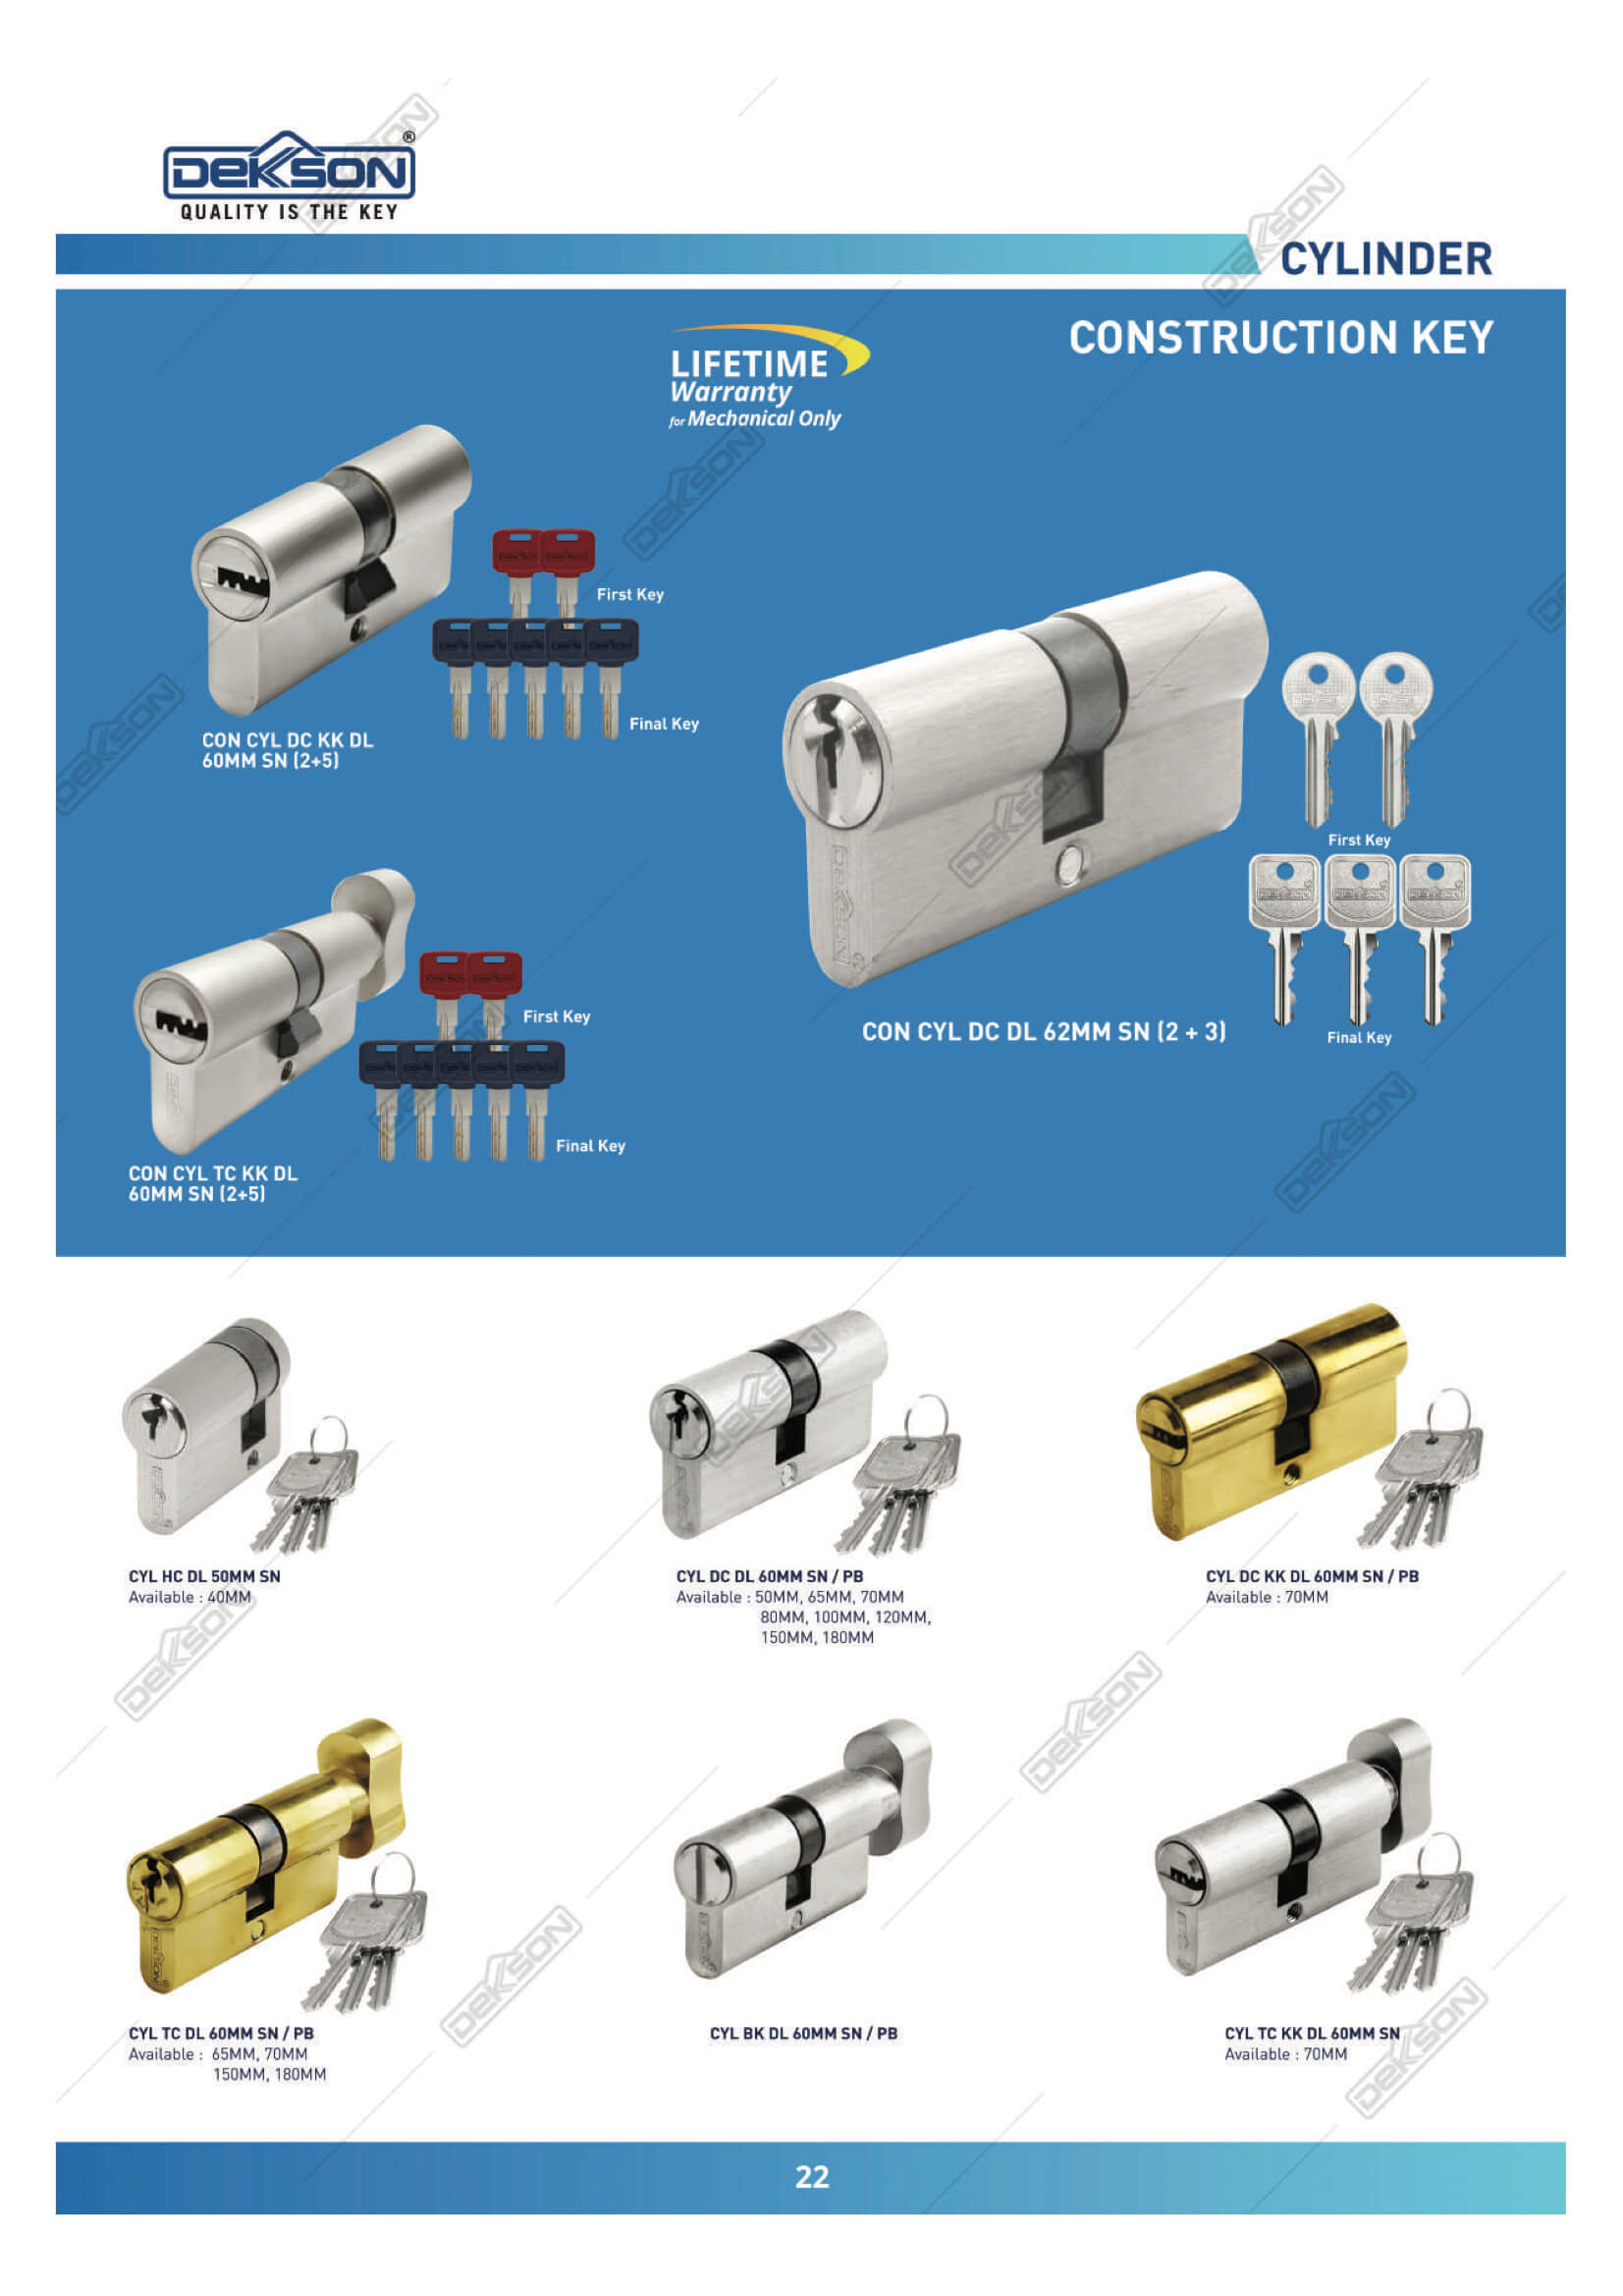 DEKSON®
QUALITY IS THE KEY
CYLINDER
CONSTRUCTION KEY
LIFETIME
Warranty
for Mechanical Only
First Key
Final Key
CON CYL DC KK DL
60MM SN (2+5)
First Key
Final Key
CON CYL DC DL 62MM SN (2 + 3)
First Key
Final Key
CON CYL TC KK DL
60MM SN (2+5)
CYL HC DL 50MM SN
Available : 40MM
CYL DC DL 60MM SN / PB
Available : 50MM, 65MM, 70MM
80MM, 100MM, 120MM,
150MM, 180MM
CYL DC KK DL 60MM SN / PB
Available : 70MM
CYL TC DL 60MM SN / PB
Available : 65MM, 70MM
150MM, 180MM
CYL BK DL 60MM SN / PB
CYL TC KK DL 60MM SN
Available : 70MM
22